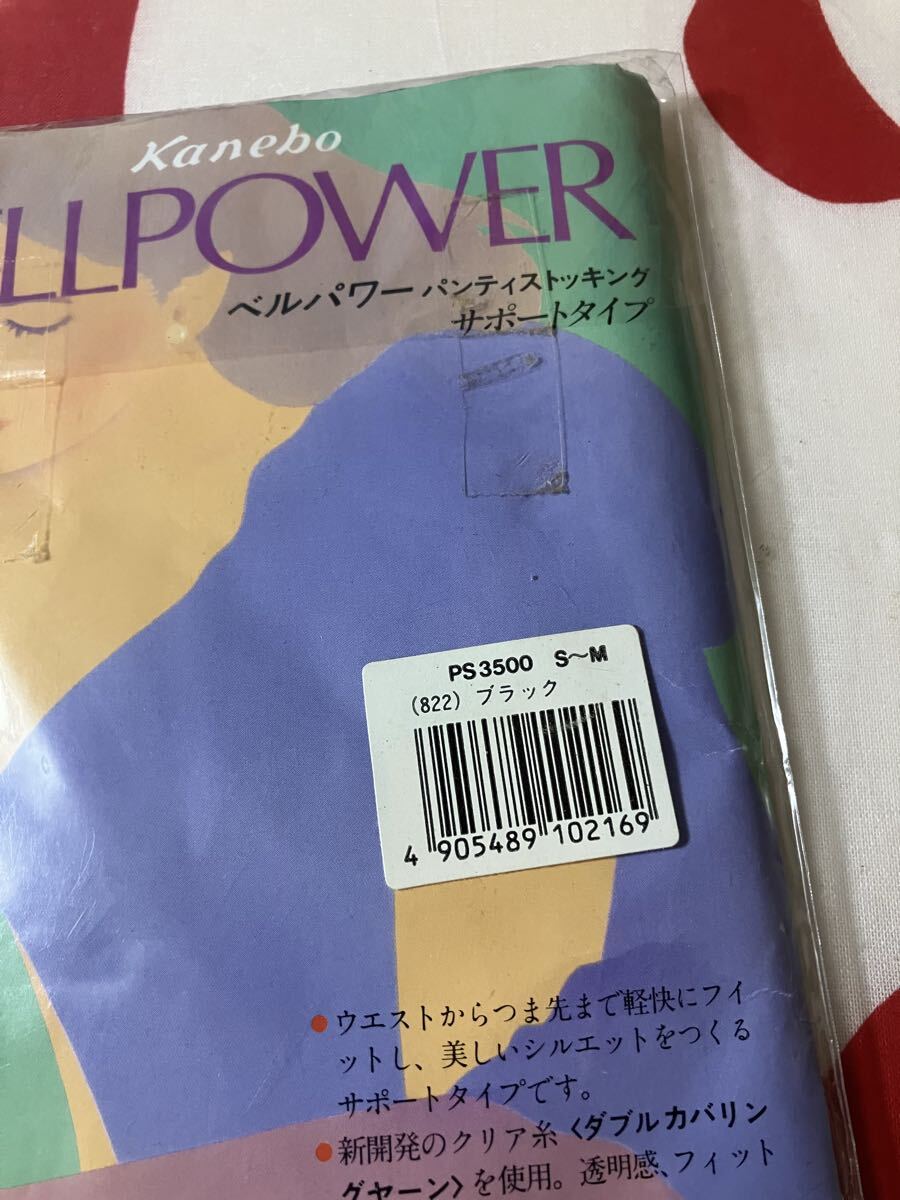 Kanebo
ELLPOWER
ベルパワー パンティストッキング
サポートタイプ
PS3500 S～M
(822) ブラック
4 905489 102169
●ウエストからつま先まで軽快にフィ
ットし、美しいシルエットをつくる
サポートタイプです。
●新開発のクリア糸〈ダブルカバリン
グヤーン〉を使用。透明感、フィット